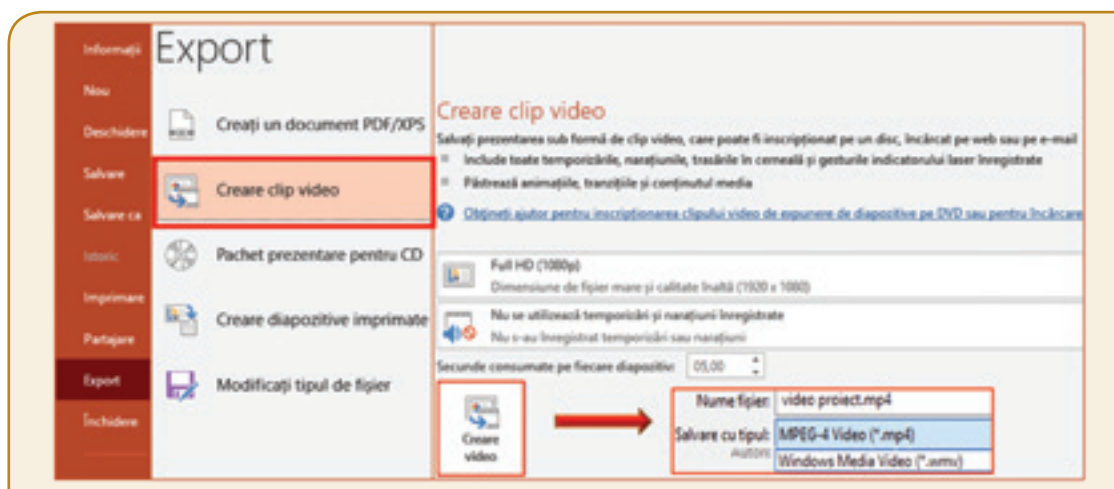 Informații
Nou
Deschidere
Salvare
Salvare ca
Istoric
Imprimare
Partajare
Export
Închidere
Export
Creați un document PDF/XPS
Creare clip video
Pachet prezentare pentru CD
Creare diapozitive imprimate
Modificați tipul de fișier
Creare clip video
Salvați prezentarea sub formă de clip video, care poate fi inscripționat pe un disc, încărcat pe web sau pe e-mail
Include toate temporizările, narațiunile, trasările în cerneală și gesturile indicatorului laser înregistrate
Păstrează animațiile, tranzițiile și conținutul media
Obțineți ajutor pentru inscripționarea clipului video de expunere de diapozitive pe DVD sau pentru încărcare
Full HD (1080p)
Dimensiune de fișier mare și calitate înaltă (1920 x 1080)
Nu se utilizează temporizări și narațiuni înregistrate
Nu s-au înregistrat temporizări sau narațiuni
Secunde consumate pe fiecare diapozitiv: 05,00
Creare
video
Nume fișier: video proiect.mp4
Salvare cu tipul: MPEG-4 Video (*.mp4)
Autori:
Windows Media Video (*.wmv)